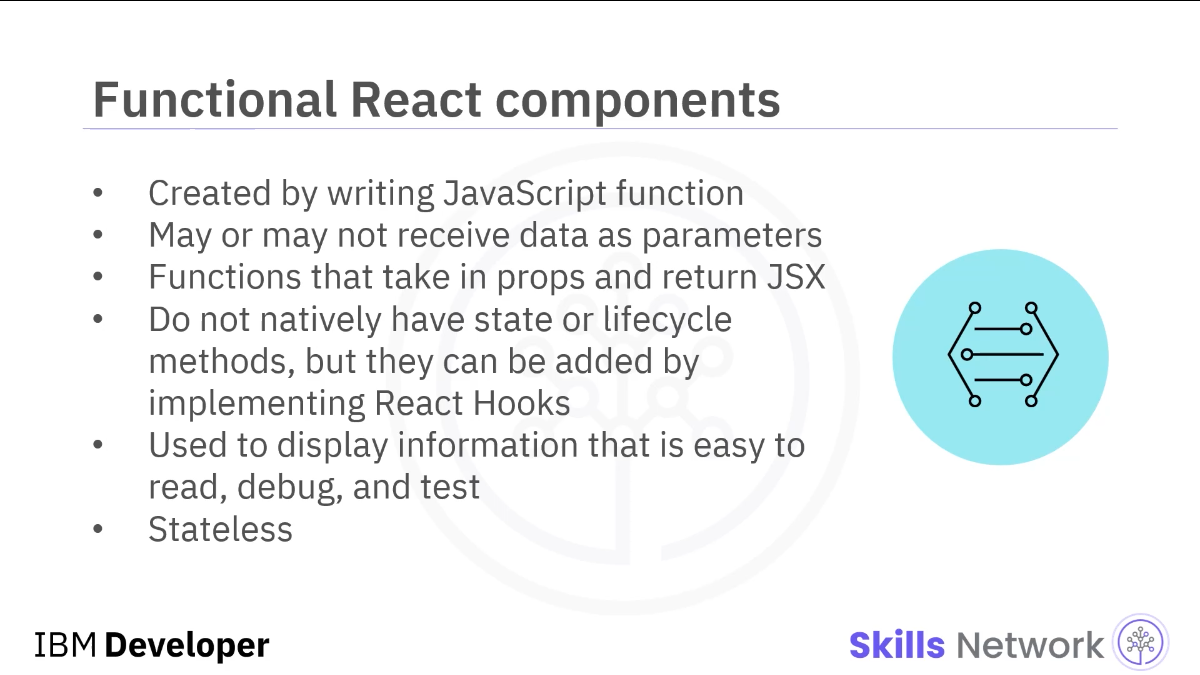 Functional React components
• Created by writing JavaScript function
• May or may not receive data as parameters
• Functions that take in props and return JSX
• Do not natively have state or lifecycle
methods, but they can be added by
implementing React Hooks
• Used to display information that is easy to
read, debug, and test
• Stateless
IBM Developer
Skills Network